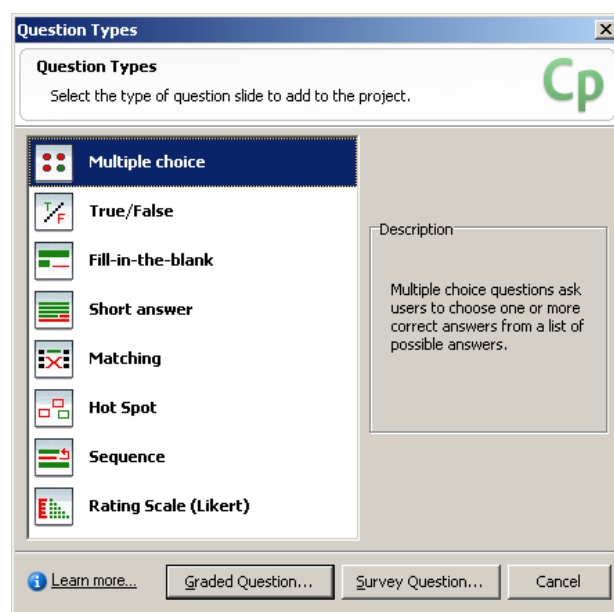 Question Types
Question Types
Select the type of question slide to add to the project.
Cp
Multiple choice
T/F
True/False
Fill-in-the-blank
Short answer
Matching
Hot Spot
Sequence
Rating Scale (Likert)
Description
Multiple choice questions ask
users to choose one or more
correct answers from a list of
possible answers.
Learn more...
Graded Question...
Survey Question...
Cancel